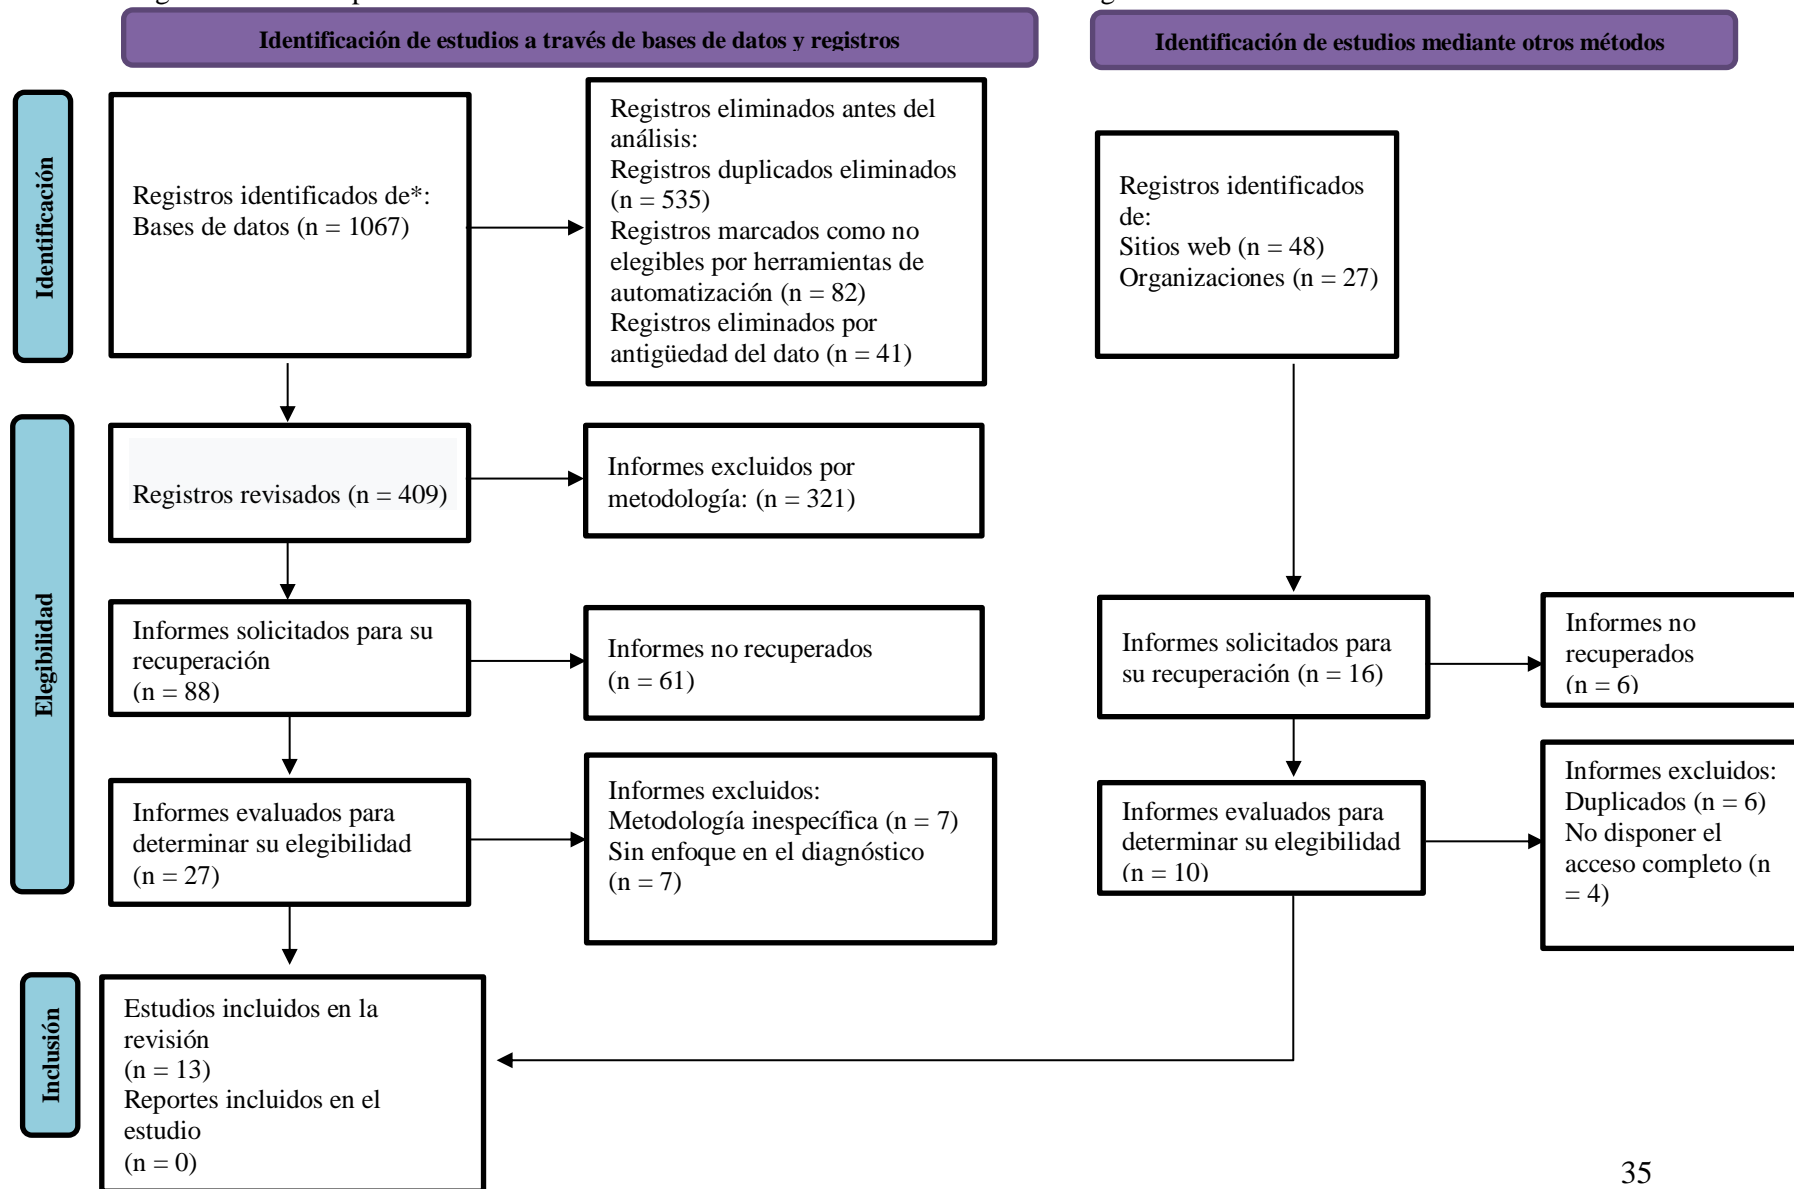 Identificación de estudios a través de bases de datos y registros
Identificación de estudios mediante otros métodos
Identificación
Registros identificados de*:
Bases de datos (n = 1067)
Registros eliminados antes del
análisis:
Registros duplicados eliminados
(n = 535)
Registros marcados como no
elegibles por herramientas de
automatización (n = 82)
Registros eliminados por
antigüedad del dato (n = 41)
Registros identificados
de:
Sitios web (n = 48)
Organizaciones (n = 27)
Elegibilidad
Registros revisados (n = 409)
Informes excluidos por
metodología: (n = 321)
Informes solicitados para su
recuperación
(n = 88)
Informes no recuperados
(n = 61)
Informes solicitados para
su recuperación (n = 16)
Informes no
recuperados
(n = 6)
Informes evaluados para
determinar su elegibilidad
(n = 27)
Informes excluidos:
Metodología inespecífica (n = 7)
Sin enfoque en el diagnóstico
(n = 7)
Informes evaluados para
determinar su elegibilidad
(n = 10)
Informes excluidos:
Duplicados (n = 6)
No disponer el
acceso completo (n
= 4)
Inclusión
Estudios incluidos en la
revisión
(n = 13)
Reportes incluidos en el
estudio
(n = 0)
35